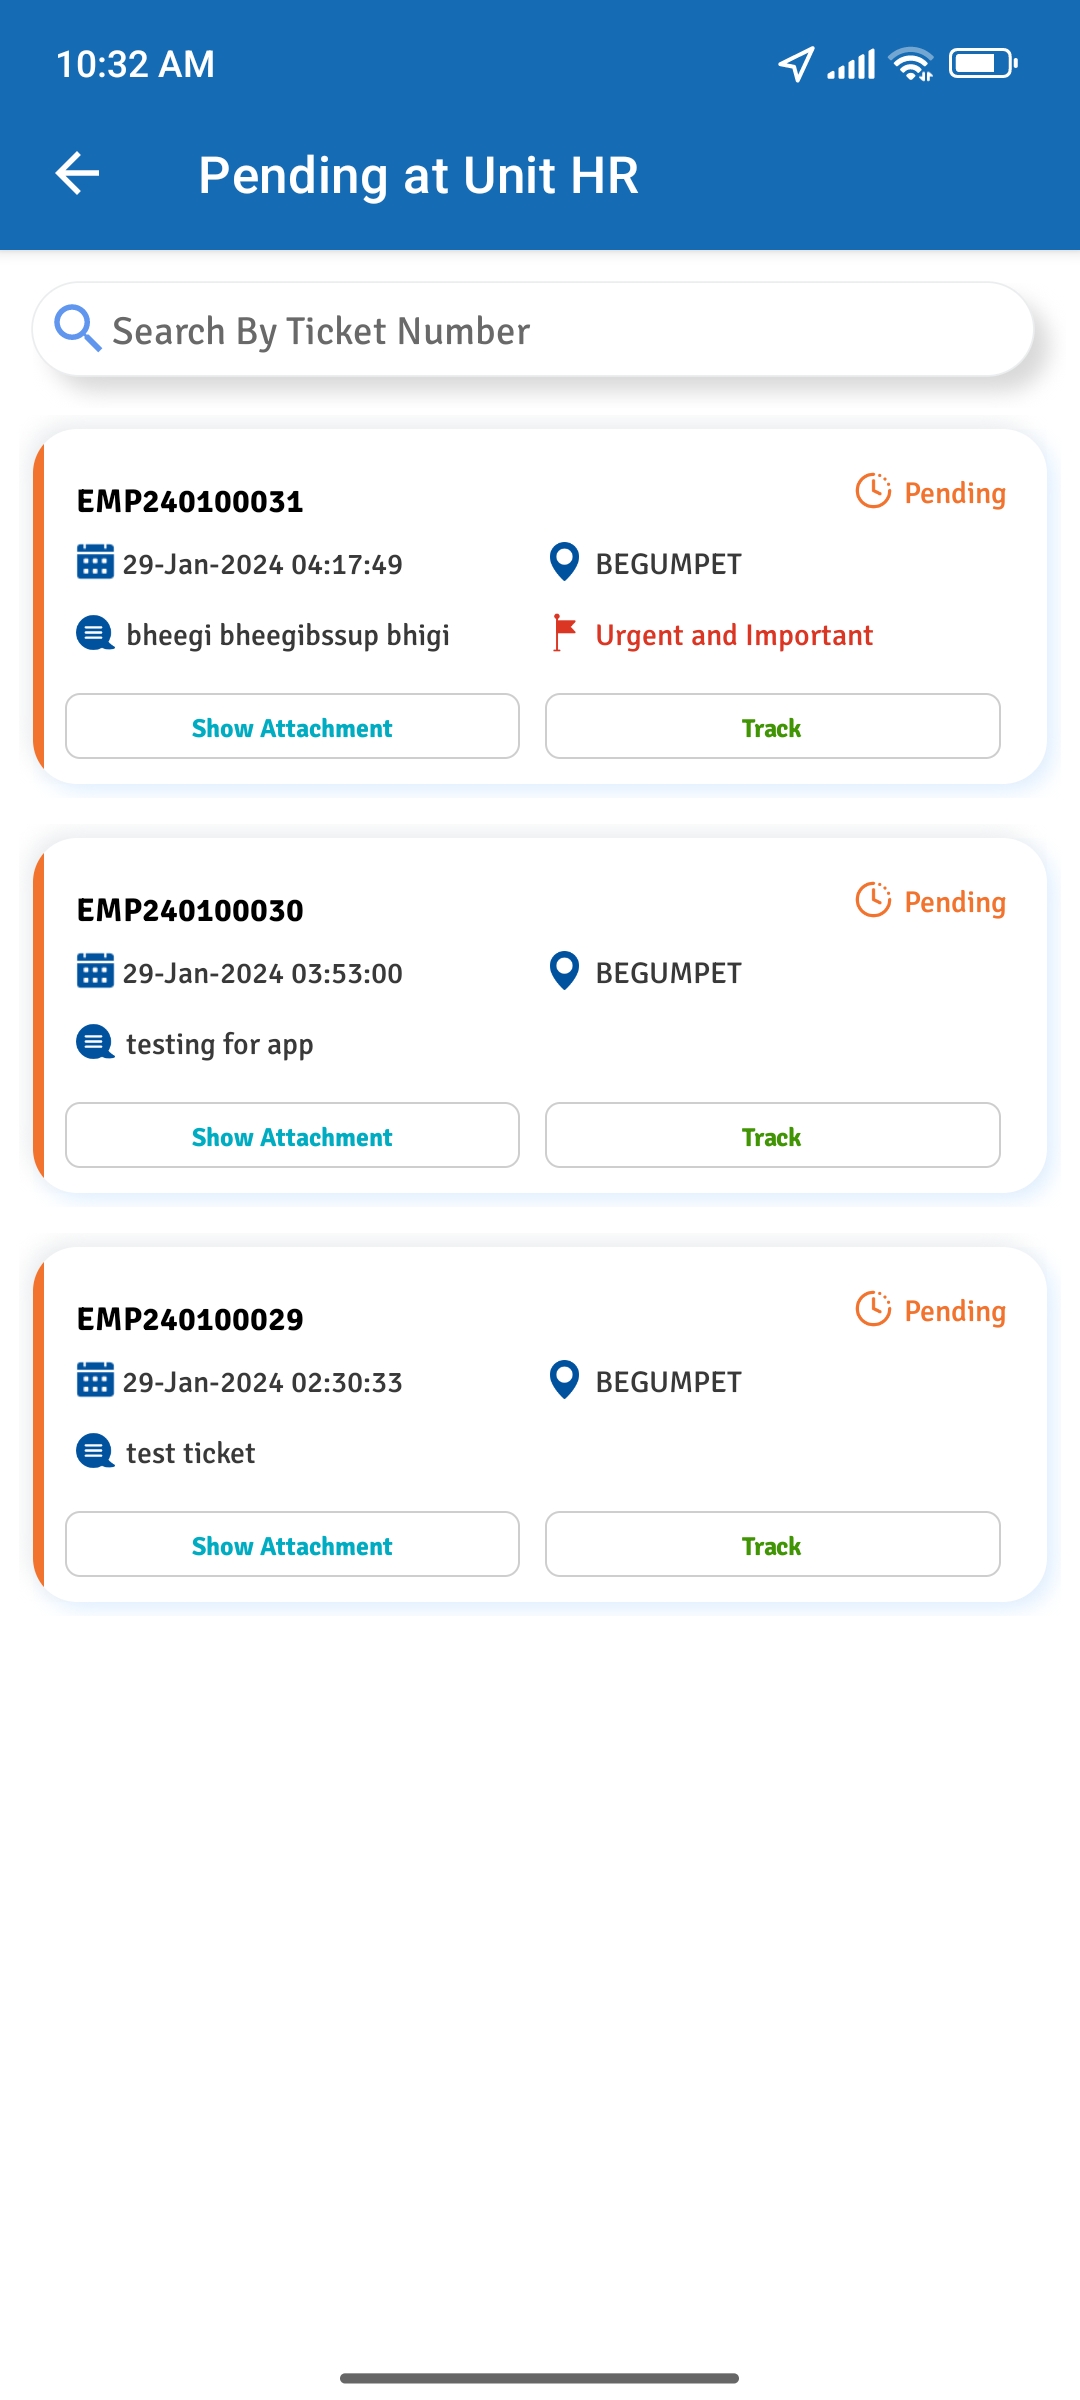 10:32 AM
Pending at Unit HR
Search By Ticket Number
EMP240100031
Pending
29-Jan-2024 04:17:49
BEGUMPET
bheegi bheegibssup bhigi
Urgent and Important
Show Attachment
Track
EMP240100030
Pending
29-Jan-2024 03:53:00
BEGUMPET
testing for app
Show Attachment
Track
EMP240100029
Pending
29-Jan-2024 02:30:33
BEGUMPET
test ticket
Show Attachment
Track